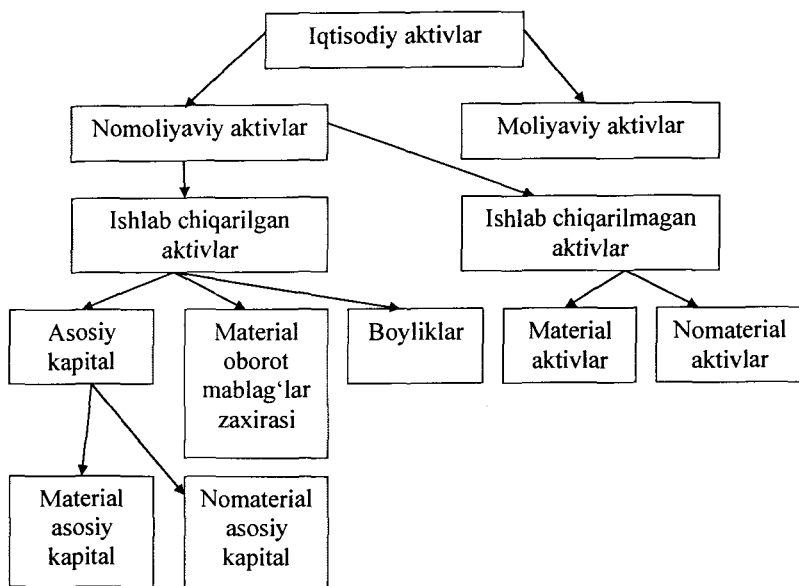 Iqtisodiy aktivlar
Nomoliyaviy aktivlar
Moliyaviy aktivlar
Ishlab chiqarilgan
aktivlar
Ishlab chiqarilmagan
aktivlar
Asosiy
kapital
Material
oborot
mablag‘lar
zaxirasi
Boyliklar
Material
aktivlar
Nomaterial
aktivlar
Material
asosiy
kapital
Nomaterial
asosiy
kapital